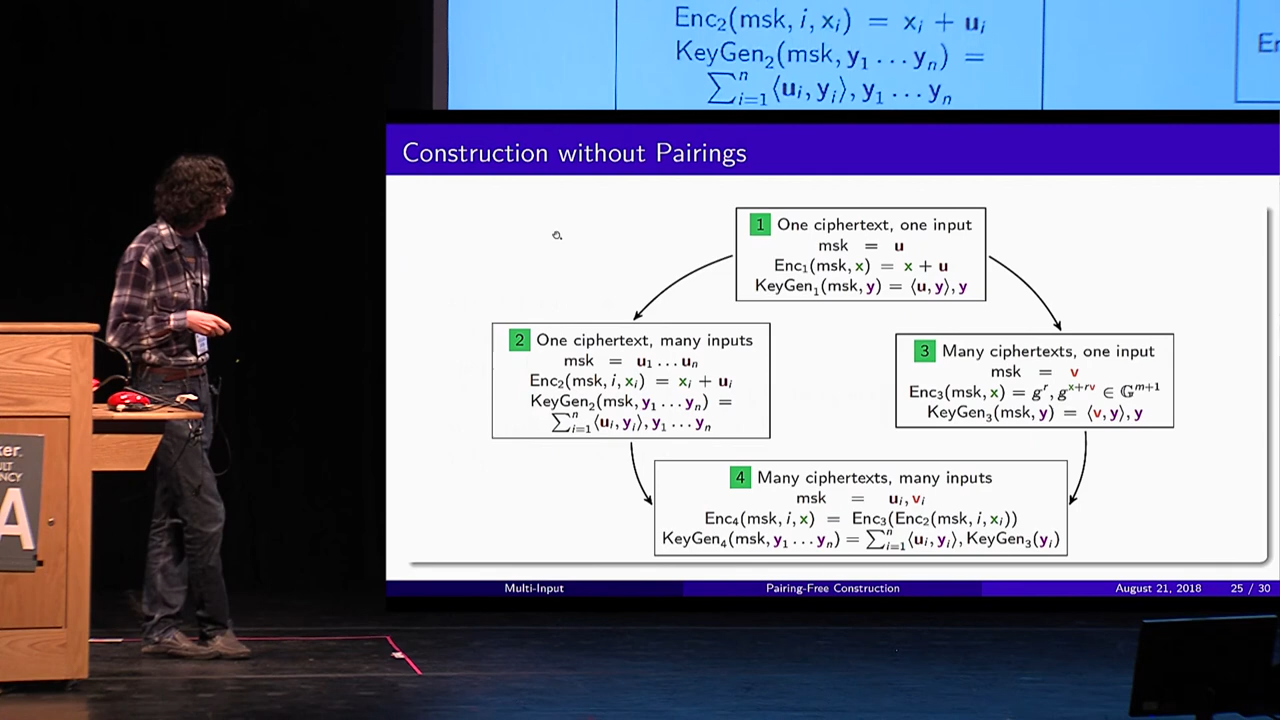 Enc₂(msk, i, xᵢ) = xᵢ + uᵢ
KeyGen₂(msk, y₁ … yₙ) =
∑ⁿᵢ₌₁⟨uᵢ, yᵢ⟩, y₁ … yₙ
Construction without Pairings
1 One ciphertext, one input
msk = u
Enc₁(msk, x) = x + u
KeyGen₁(msk, y) = ⟨u, y⟩, y
2 One ciphertext, many inputs
msk = u₁ … uₙ
Enc₂(msk, i, xᵢ) = xᵢ + uᵢ
KeyGen₂(msk, y₁ … yₙ) =
∑ⁿᵢ₌₁⟨uᵢ, yᵢ⟩, y₁ … yₙ
3 Many ciphertexts, one input
msk = v
Enc₃(msk, x) = gʳ, gˣ⁺ʳᵛ ∈ 𝔾ᵐ⁺¹
KeyGen₃(msk, y) = ⟨v, y⟩, y
4 Many ciphertexts, many inputs
msk = uᵢ, vᵢ
Enc₄(msk, i, x) = Enc₃(Enc₂(msk, i, xᵢ))
KeyGen₄(msk, y₁ … yₙ) = ∑ⁿᵢ₌₁⟨uᵢ, yᵢ⟩, KeyGen₃(yᵢ)
Multi-Input Pairing-Free Construction August 21, 2018 25 / 30